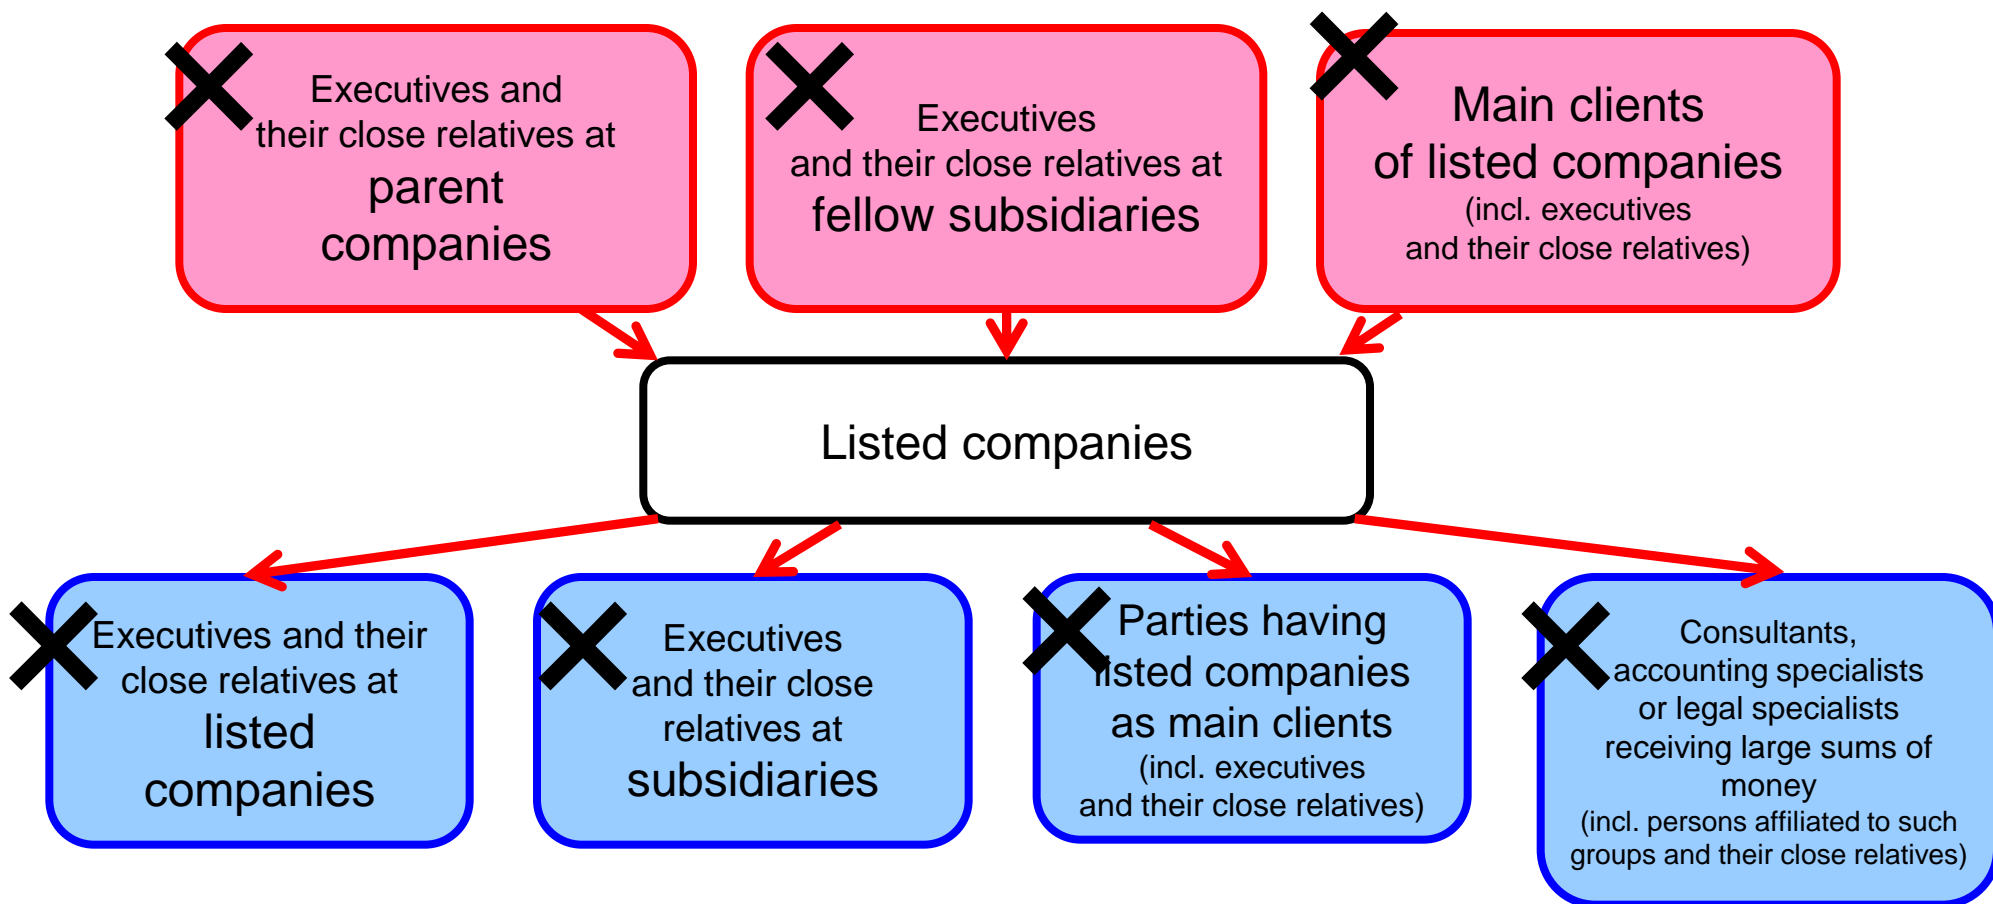 Executives and
their close relatives at
parent
companies
Executives
and their close relatives at
fellow subsidiaries
Main clients
of listed companies
(incl. executives
and their close relatives)
Listed companies
Executives and their
close relatives at
listed
companies
Executives
and their close
relatives at
subsidiaries
Parties having
listed companies
as main clients
(incl. executives
and their close relatives)
Consultants,
accounting specialists
or legal specialists
receiving large sums of
money
(incl. persons affiliated to such
groups and their close relatives)